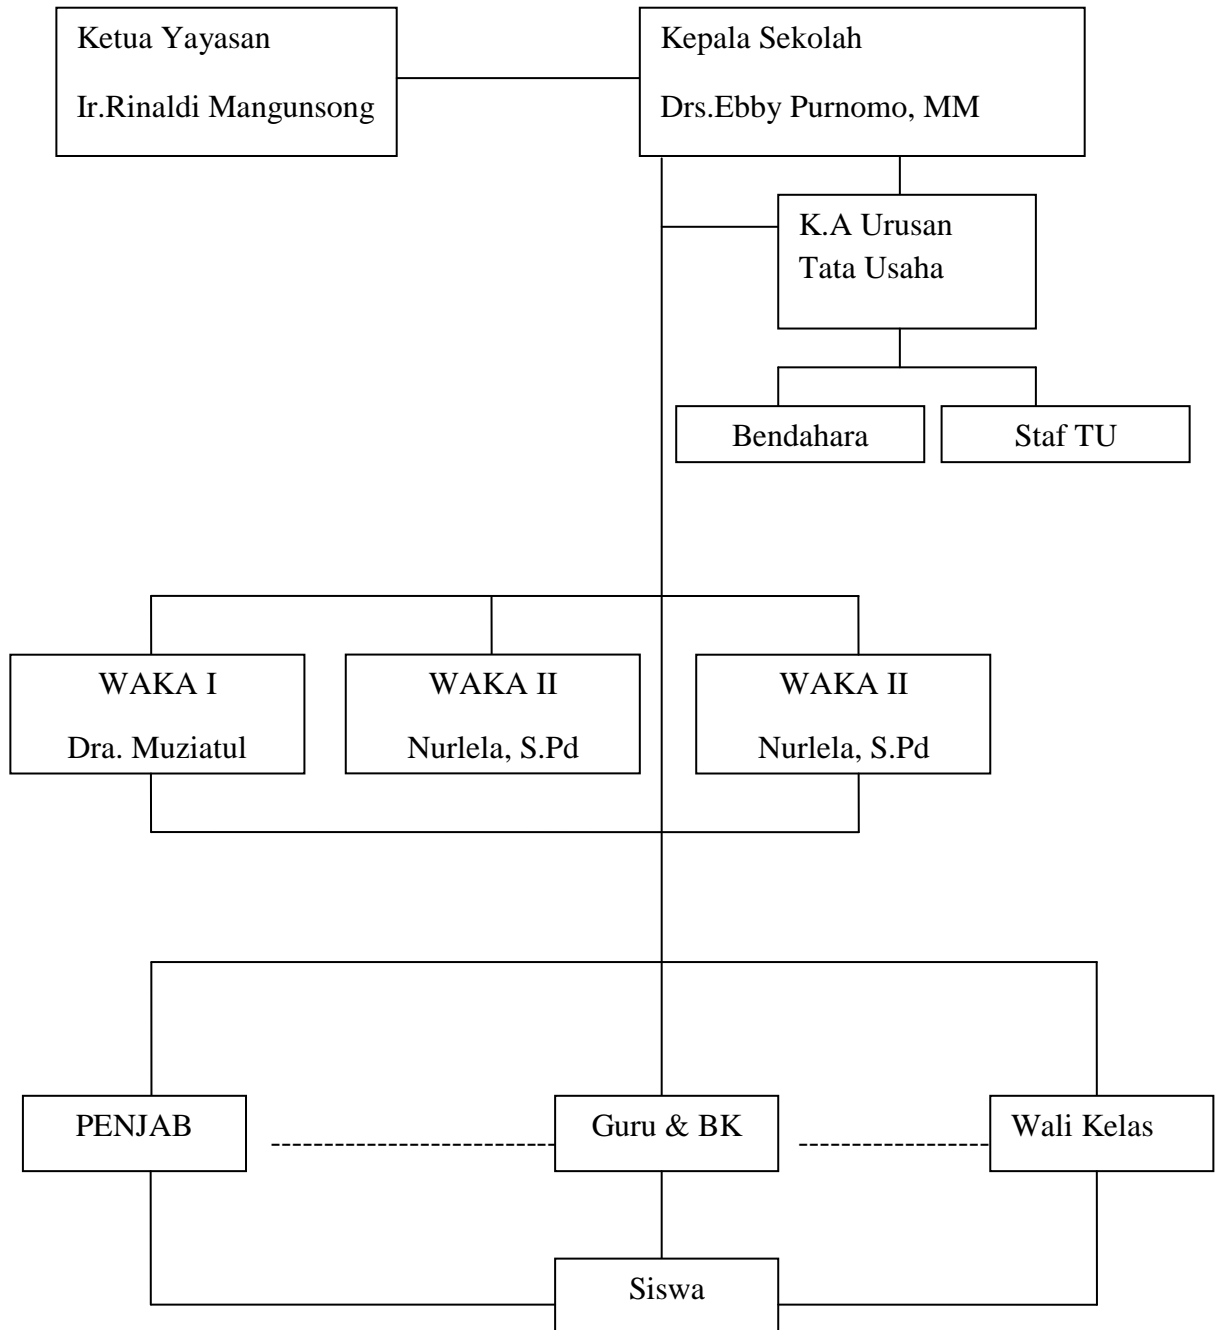 Ketua Yayasan
Ir.Rinaldi Mangunsong
Kepala Sekolah
Drs.Ebby Purnomo, MM
K.A Urusan
Tata Usaha
Bendahara
Staf TU
WAKA I
Dra. Muziatul
WAKA II
Nurlela, S.Pd
WAKA II
Nurlela, S.Pd
PENJAB
Guru & BK
Wali Kelas
Siswa